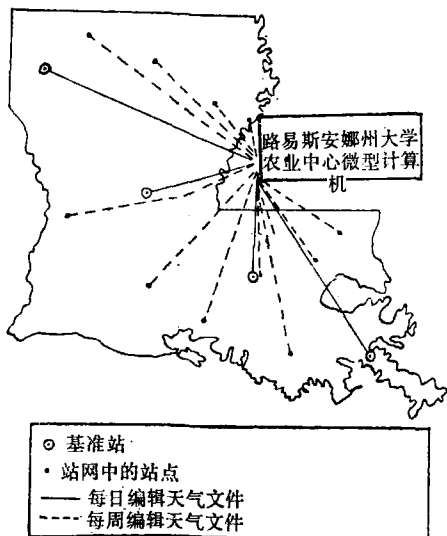 路易斯安娜州大学
农业中心微型计算
机
基准站
站网中的站点
每日编辑天气文件
每周编辑天气文件